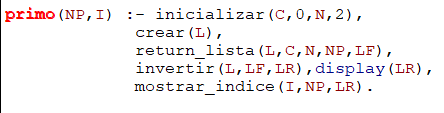 primo(NP,I) :- inicializar(C,0,N,2),
crear(L),
return_lista(L,C,N,NP,LF),
invertir(L,LF,LR),display(LR),
mostrar_indice(I,NP,LR).